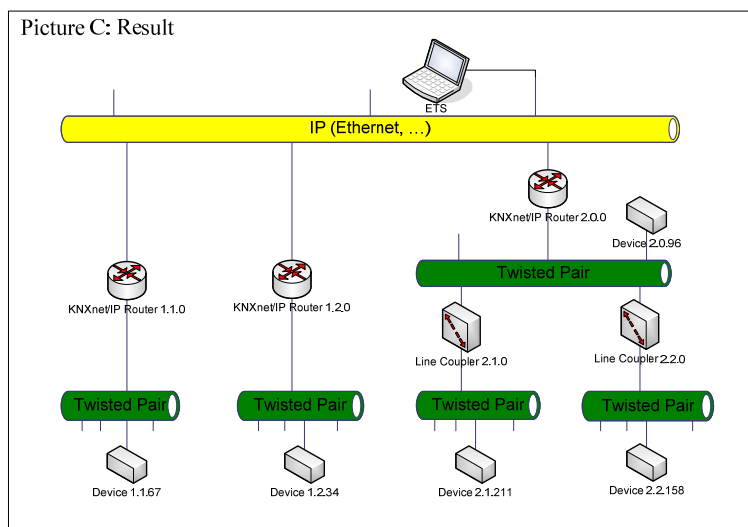 Picture C: Result
ETS
IP (Ethernet, ...)
KNXnet/IP Router 2.0.0
Device 2.0.96
Twisted Pair
KNXnet/IP Router 1.1.0
KNXnet/IP Router 1.2.0
Line Coupler 2.1.0
Line Coupler 2.2.0
Twisted Pair
Twisted Pair
Twisted Pair
Twisted Pair
Device 1.1.67
Device 1.2.34
Device 2.1.211
Device 2.2.158